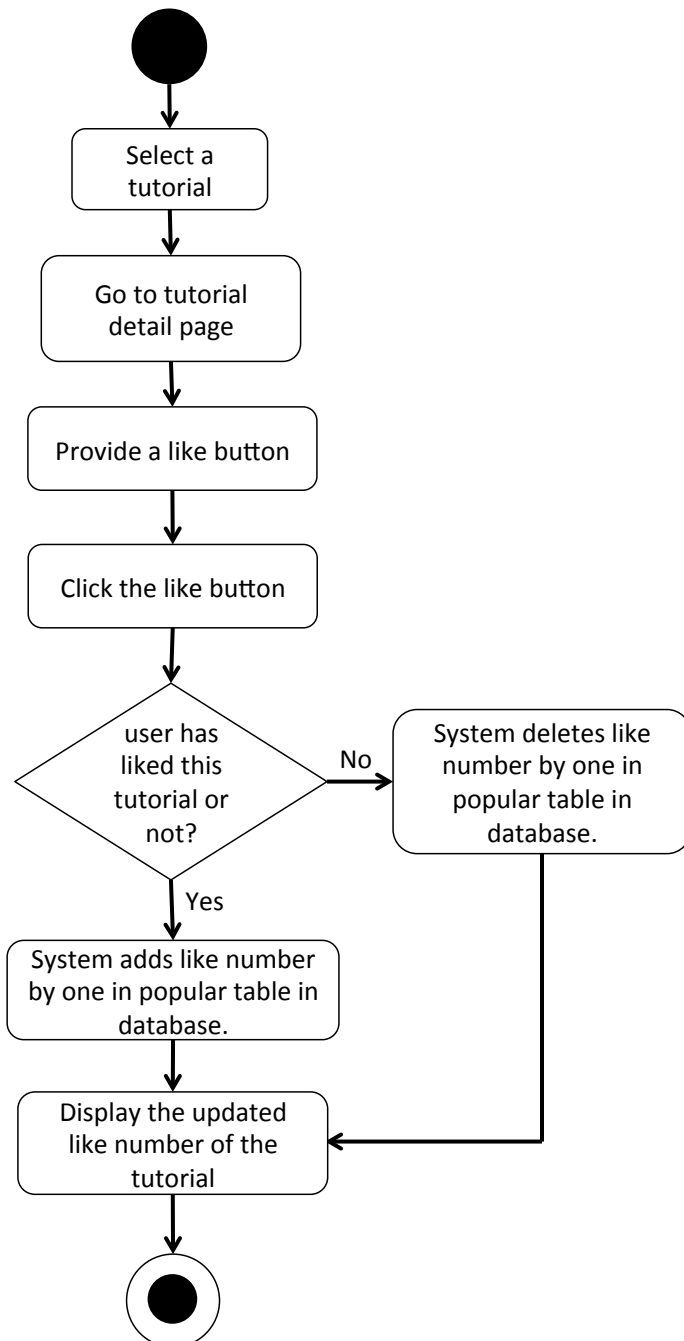 Select a
tutorial
Go to tutorial
detail page
Provide a like button
Click the like button
user has
liked this
tutorial or
not?
No
System deletes like
number by one in
popular table in
database.
Yes
System adds like number
by one in popular table in
database.
Display the updated
like number of the
tutorial